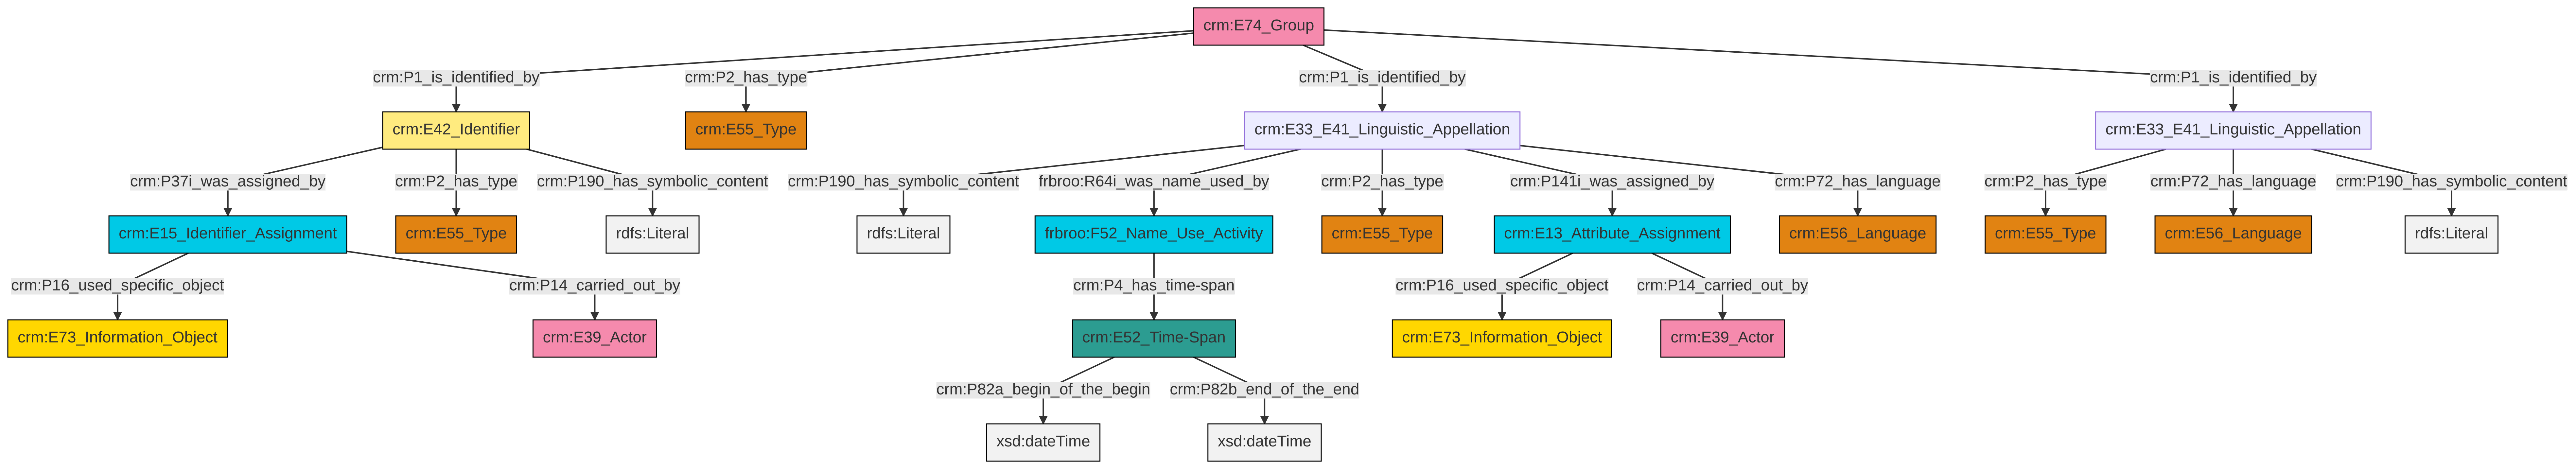 crm:E74_Group
crm:P1_is_identified_by
crm:P2_has_type
crm:P1_is_identified_by
crm:P1_is_identified_by
crm:E42_Identifier
crm:E55_Type
crm:E33_E41_Linguistic_Appellation
crm:E33_E41_Linguistic_Appellation
crm:P37i_was_assigned_by
crm:P2_has_type
crm:P190_has_symbolic_content
crm:P190_has_symbolic_content
frbroo:R64i_was_name_used_by
crm:P2_has_type
crm:P141i_was_assigned_by
crm:P72_has_language
crm:P2_has_type
crm:P72_has_language
crm:P190_has_symbolic_content
crm:E15_Identifier_Assignment
crm:E55_Type
rdfs:Literal
rdfs:Literal
frbroo:F52_Name_Use_Activity
crm:E55_Type
crm:E13_Attribute_Assignment
crm:E56_Language
crm:E55_Type
crm:E56_Language
rdfs:Literal
crm:P16_used_specific_object
crm:P14_carried_out_by
crm:P4_has_time-span
crm:P16_used_specific_object
crm:P14_carried_out_by
crm:E73_Information_Object
crm:E39_Actor
crm:E52_Time-Span
crm:E73_Information_Object
crm:E39_Actor
crm:P82a_begin_of_the_begin
crm:P82b_end_of_the_end
xsd:dateTime
xsd:dateTime